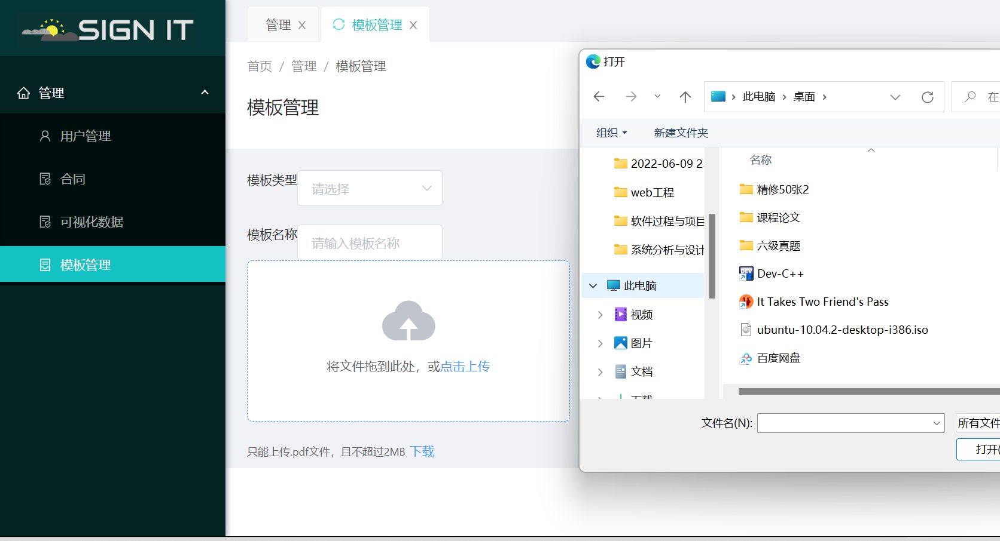 SIGN IT
管理
用户管理
合同
可视化数据
模板管理
管理
模板管理
首页 / 管理 / 模板管理
模板管理
模板类型
请选择
模板名称
请输入模板名称
将文件拖到此处，或点击上传
只能上传.pdf文件，且不超过2MB 下载
打开
此电脑 桌面
在
组织
新建文件夹
2022-06-09 2
web工程
软件过程与项目
系统分析与设计
此电脑
视频
图片
文档
下载
名称
精修50张2
课程论文
六级真题
DEV
Dev-C++
It Takes Two Friend's Pass
ubuntu-10.04.2-desktop-i386.iso
百度网盘
文件名(N):
所有文件
打开(